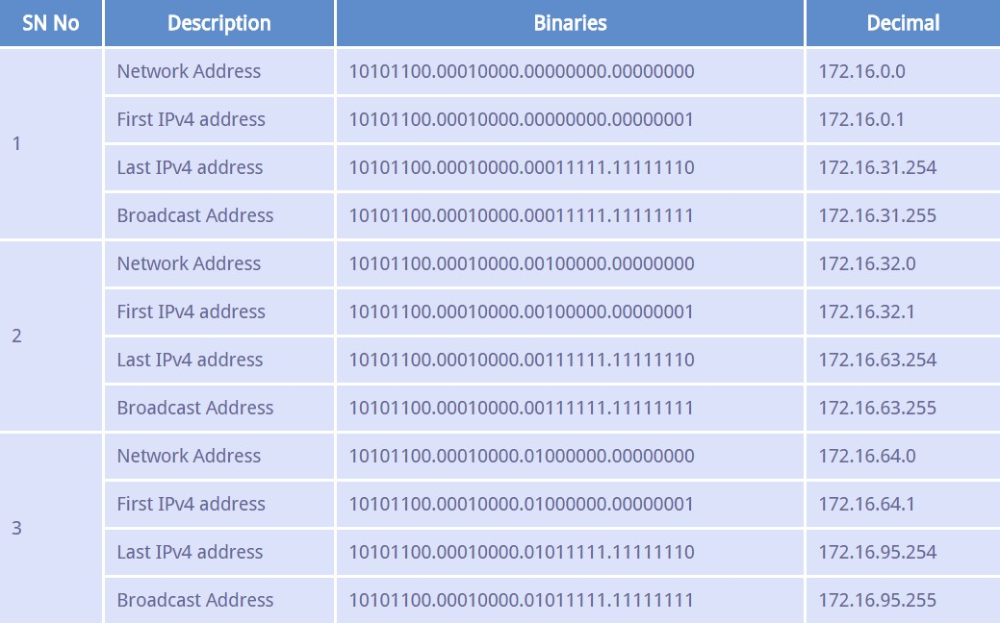 SN No Description Binaries Decimal
Network Address 10101100.00010000.00000000.00000000 172.16.0.0
First IPv4 address 10101100.00010000.00000000.00000001 172.16.0.1
1
Last IPv4 address 10101100.00010000.00011111.11111110 172.16.31.254
Broadcast Address 10101100.00010000.00011111.11111111 172.16.31.255
Network Address 10101100.00010000.00100000.00000000 172.16.32.0
First IPv4 address 10101100.00010000.00100000.00000001 172.16.32.1
2
Last IPv4 address 10101100.00010000.00111111.11111110 172.16.63.254
Broadcast Address 10101100.00010000.00111111.11111111 172.16.63.255
Network Address 10101100.00010000.01000000.00000000 172.16.64.0
First IPv4 address 10101100.00010000.01000000.00000001 172.16.64.1
3
Last IPv4 address 10101100.00010000.01011111.11111110 172.16.95.254
Broadcast Address 10101100.00010000.01011111.11111111 172.16.95.255